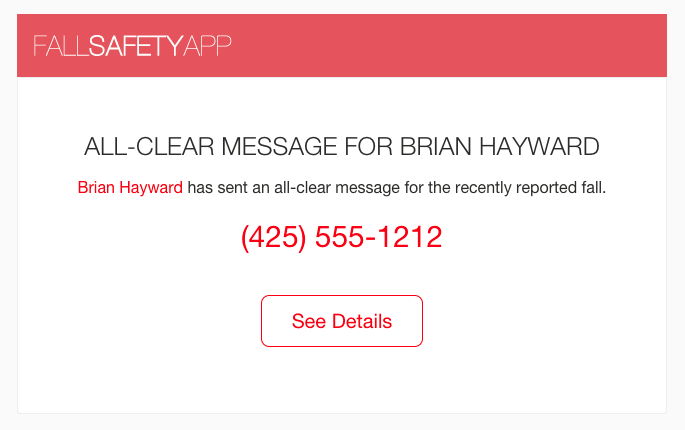 FALLSAFETYAPP
ALL-CLEAR MESSAGE FOR BRIAN HAYWARD
Brian Hayward has sent an all-clear message for the recently reported fall.
(425) 555-1212
See Details